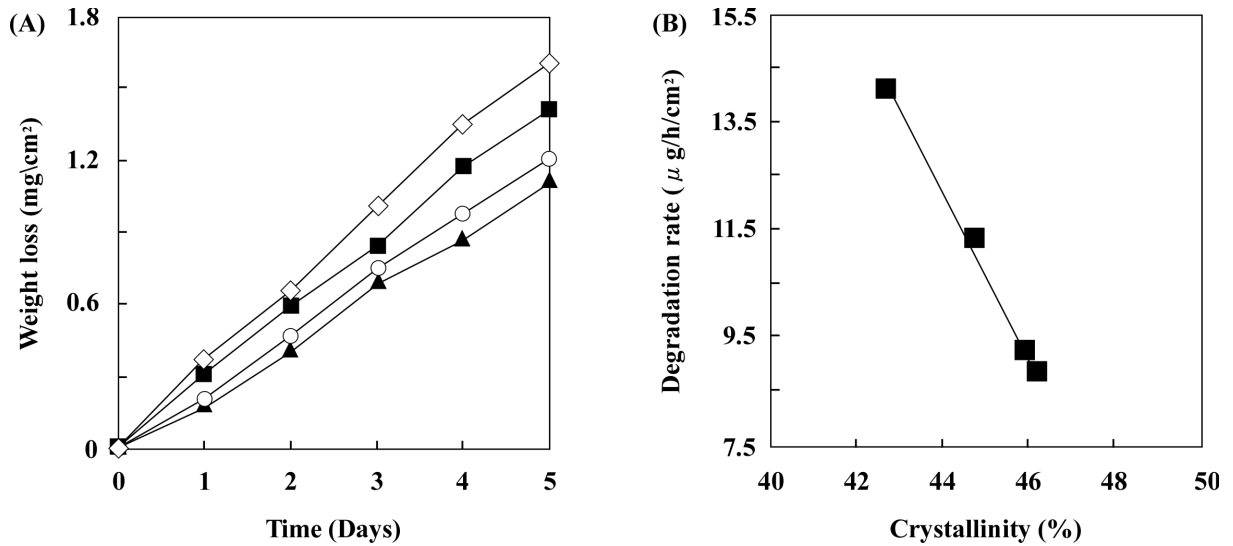 (A)
1.8
1.2
0.6
0
Weight loss (mg\cm²)
0 1 2 3 4 5
Time (Days)
(B)
15.5
13.5
11.5
9.5
7.5
Degradation rate ( μ g/h/cm²)
40 42 44 46 48 50
Crystallinity (%)